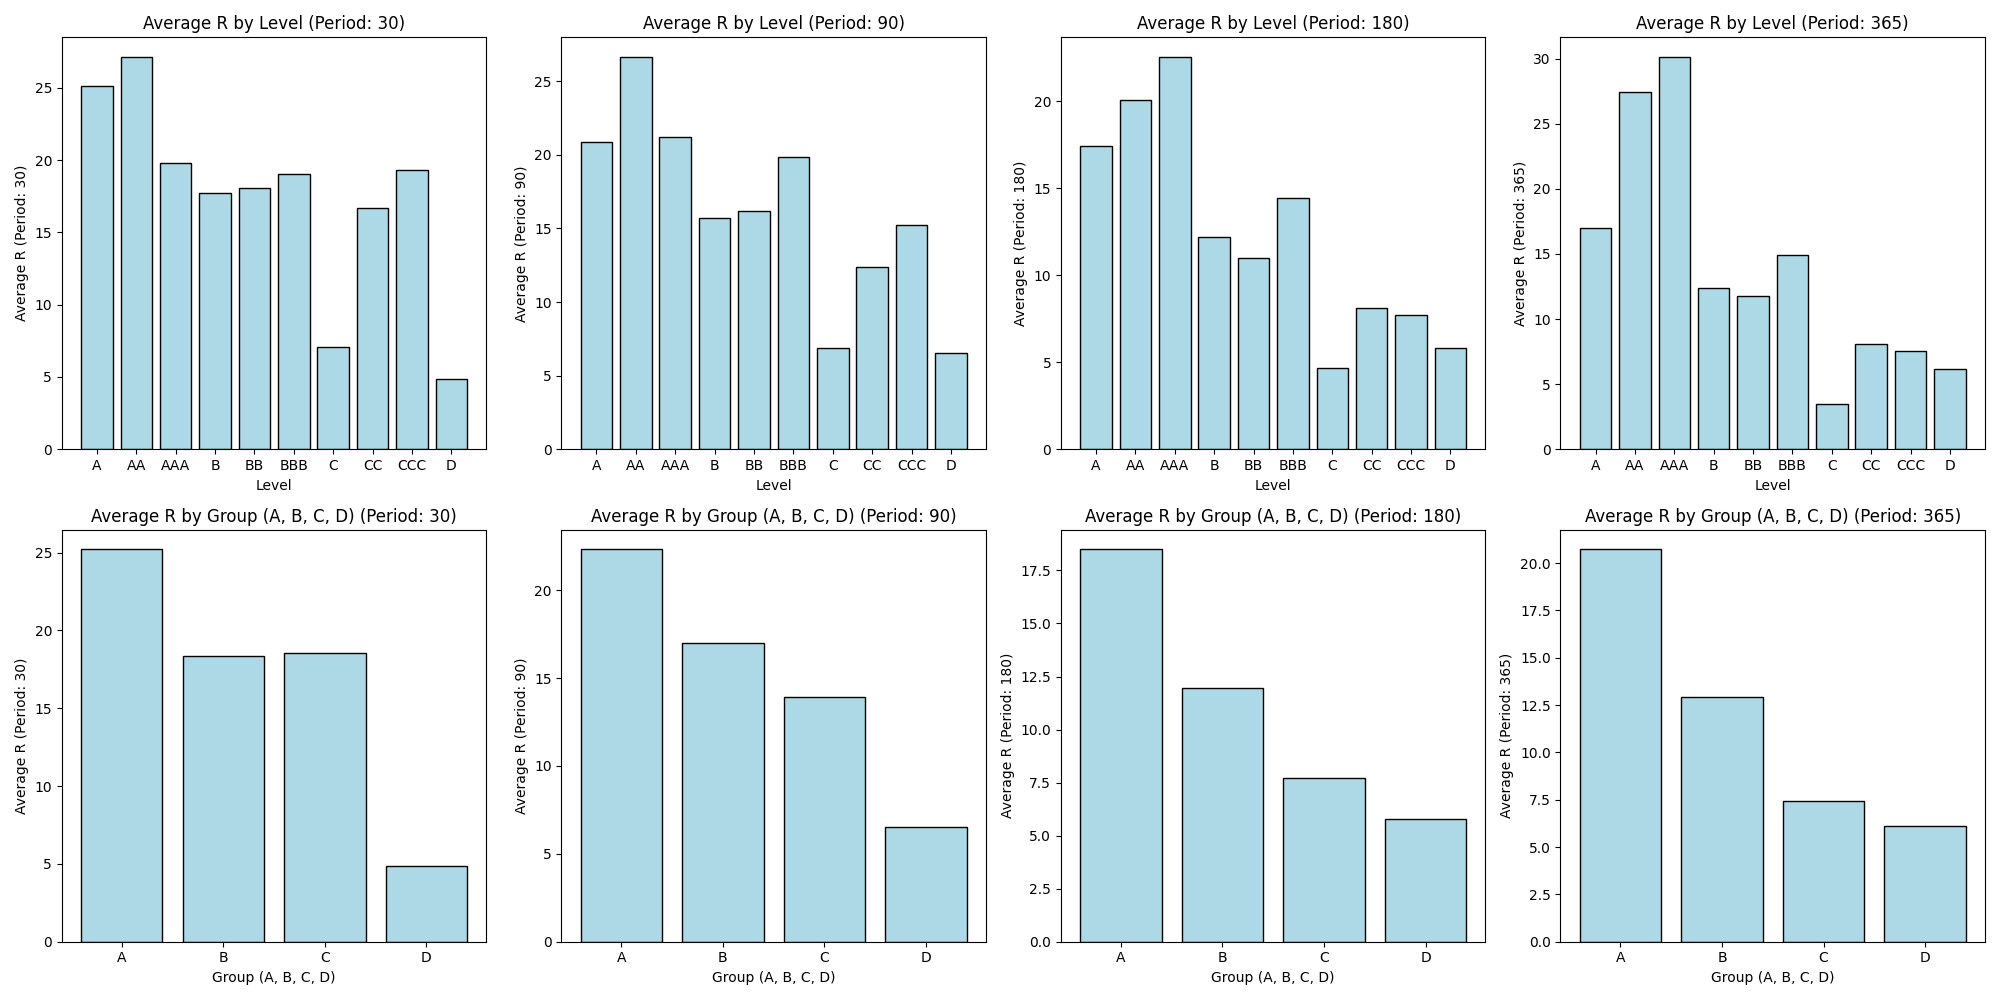 Average R by Level (Period: 30)
Average R (Period: 30)
25
20
15
10
5
0
A AA AAA B BB BBB C CC CCC D
Level
Average R by Level (Period: 90)
Average R (Period: 90)
25
20
15
10
5
0
A AA AAA B BB BBB C CC CCC D
Level
Average R by Level (Period: 180)
Average R (Period: 180)
20
15
10
5
0
A AA AAA B BB BBB C CC CCC D
Level
Average R by Level (Period: 365)
Average R (Period: 365)
30
25
20
15
10
5
0
A AA AAA B BB BBB C CC CCC D
Level
Average R by Group (A, B, C, D) (Period: 30)
Average R (Period: 30)
25
20
15
10
5
0
A B C D
Group (A, B, C, D)
Average R by Group (A, B, C, D) (Period: 90)
Average R (Period: 90)
20
15
10
5
0
A B C D
Group (A, B, C, D)
Average R by Group (A, B, C, D) (Period: 180)
Average R (Period: 180)
17.5
15.0
12.5
10.0
7.5
5.0
2.5
0.0
A B C D
Group (A, B, C, D)
Average R by Group (A, B, C, D) (Period: 365)
Average R (Period: 365)
20.0
17.5
15.0
12.5
10.0
7.5
5.0
2.5
0.0
A B C D
Group (A, B, C, D)